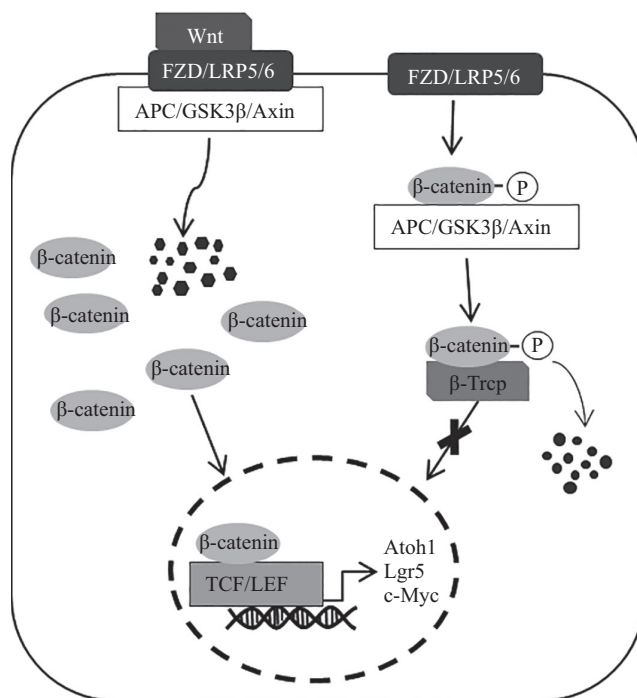 Wnt
FZD/LRP5/6
APC/GSK3β/Axin
β-catenin
β-catenin
β-catenin
β-catenin
β-catenin
FZD/LRP5/6
β-catenin
P
APC/GSK3β/Axin
β-catenin
P
β-Trcp
β-catenin
TCF/LEF
Atoh1
Lgr5
c-Myc